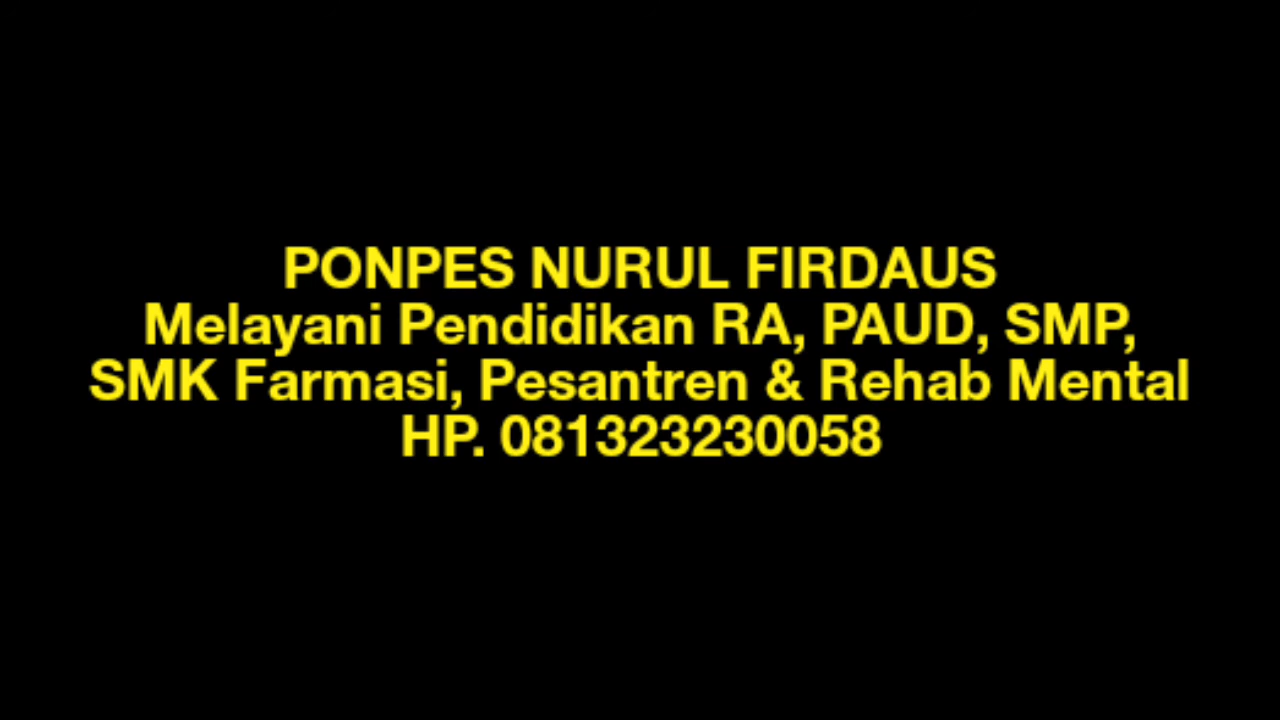 PONPES NURUL FIRDAUS
Melayani Pendidikan RA, PAUD, SMP,
SMK Farmasi, Pesantren & Rehab Mental
HP. 081323230058